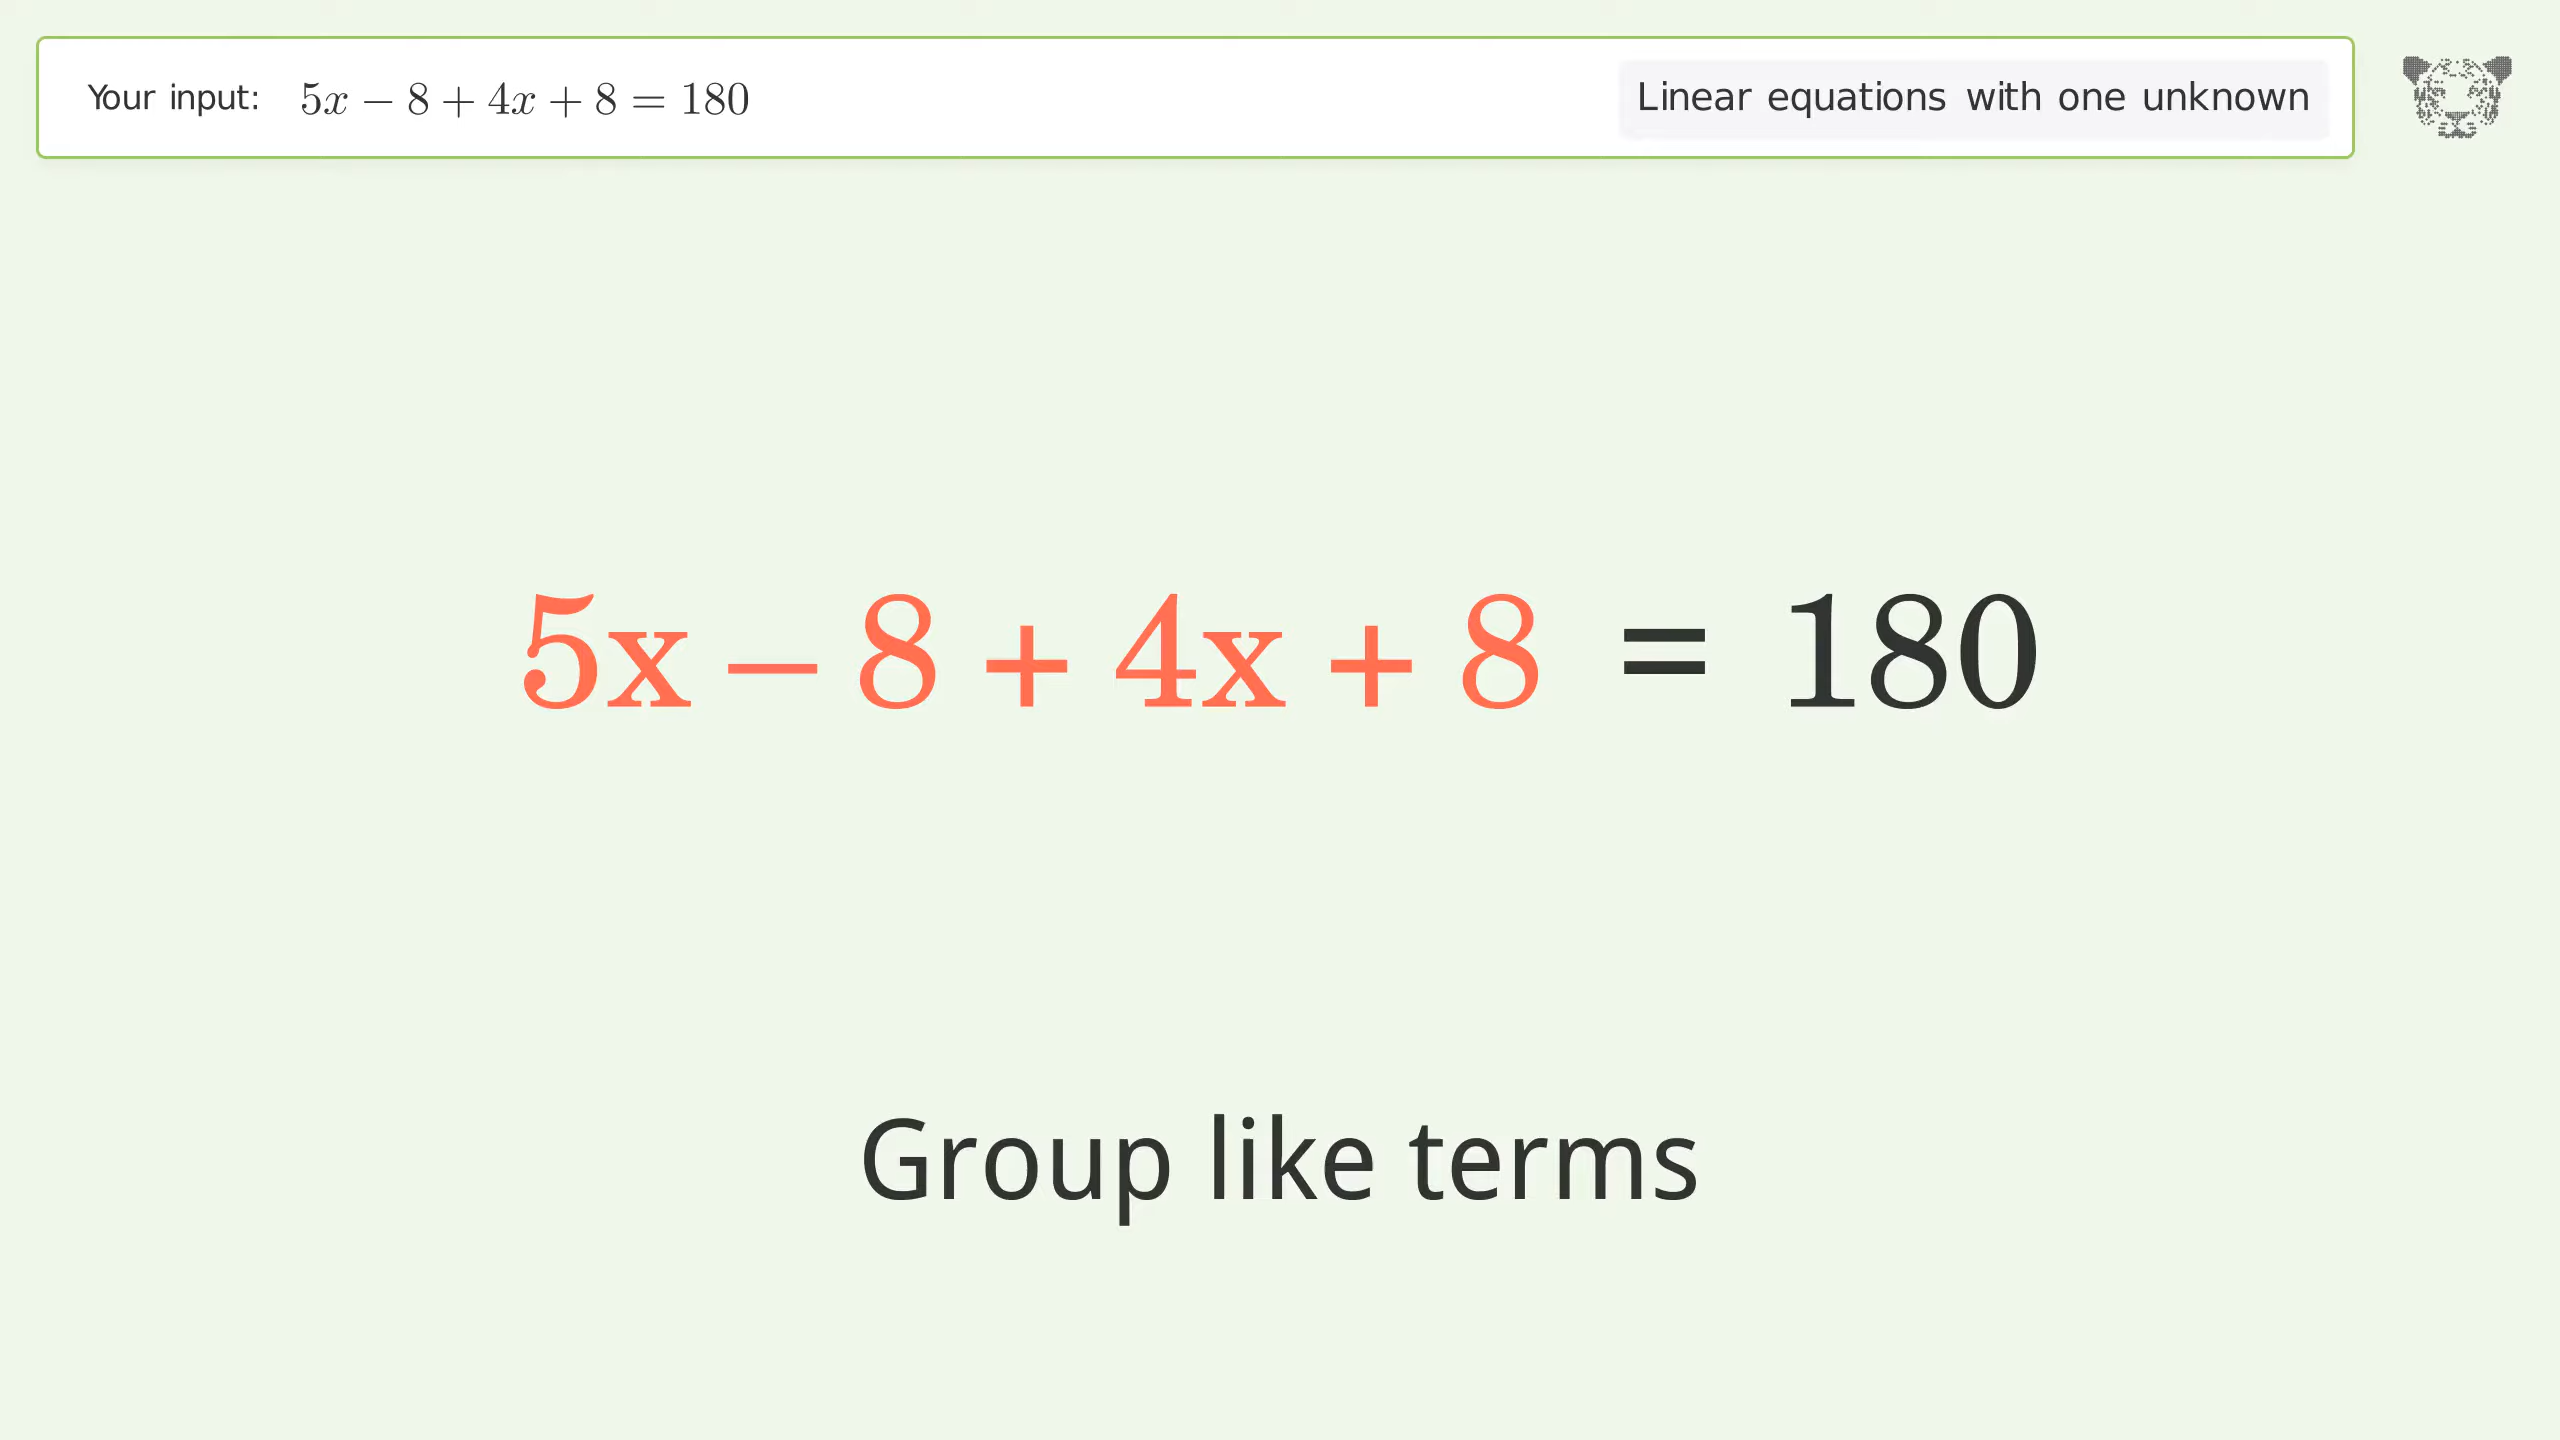 Your input: 5x − 8 + 4x + 8 = 180
Linear equations with one unknown
5x – 8 + 4x + 8 = 180
Group like terms